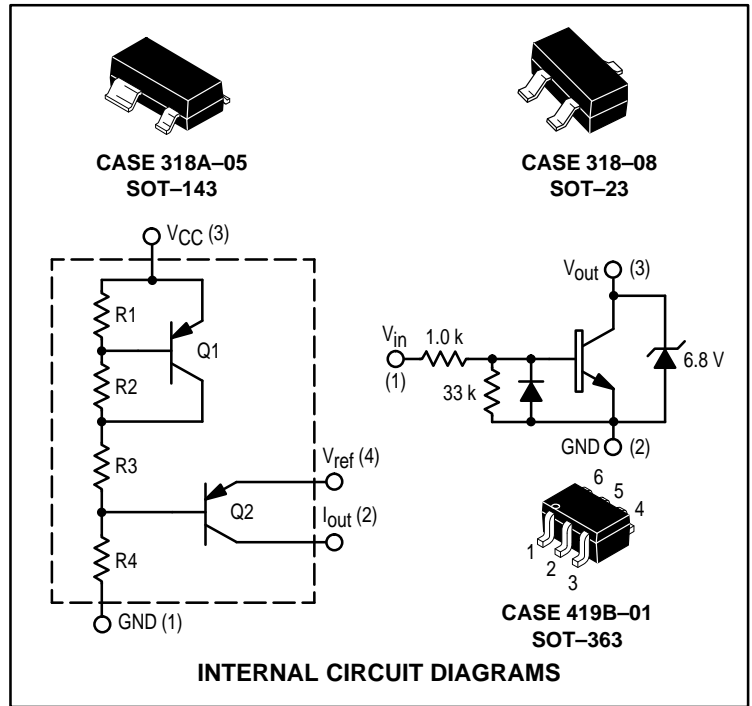 CASE 318A–05
SOT–143
CASE 318–08
SOT–23
VCC (3)
R1
Q1
R2
R3
Vref (4)
Q2
Iout (2)
R4
GND (1)
Vout (3)
Vin
1.0 k
(1)
33 k
6.8 V
GND (2)
6
5
4
1
2
3
CASE 419B–01
SOT–363
INTERNAL CIRCUIT DIAGRAMS